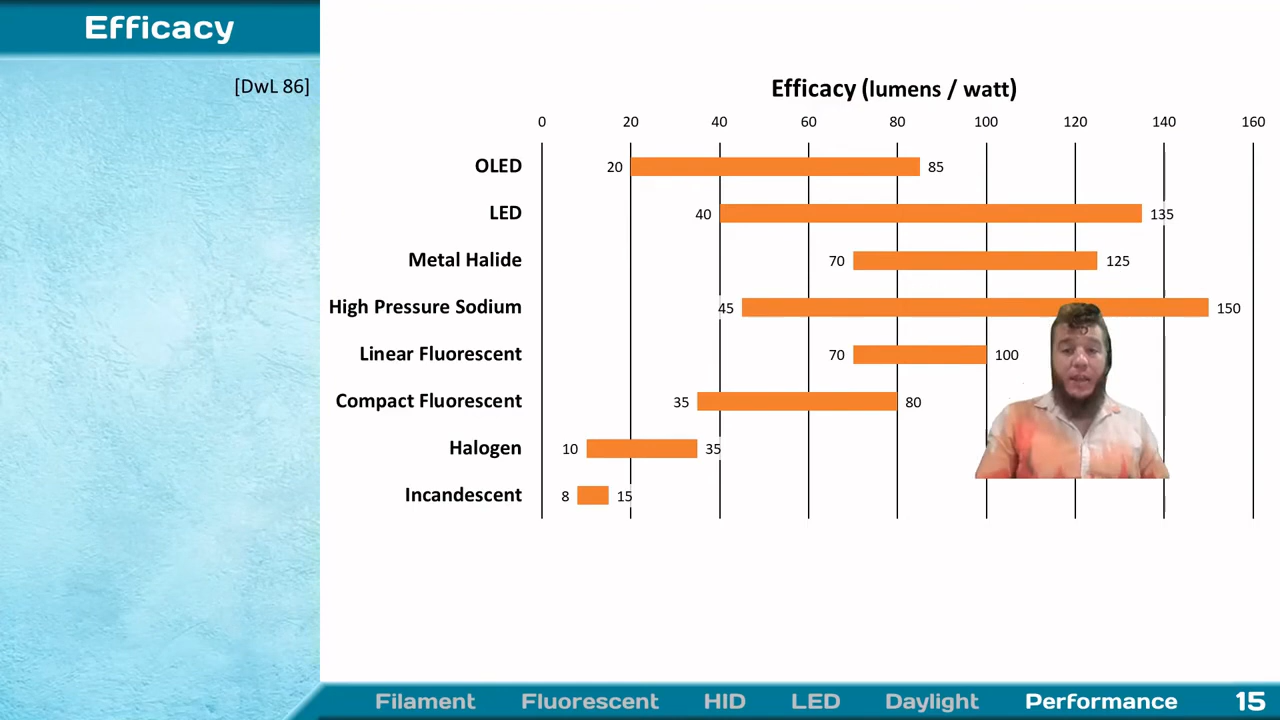 Efficacy
[DwL 86]
Efficacy (lumens / watt)
0 20 40 60 80 100 120 140 160
OLED 20 85
LED 40 135
Metal Halide 70 125
High Pressure Sodium 45 150
Linear Fluorescent 70 100
Compact Fluorescent 35 80
Halogen 10 35
Incandescent 8 15
Filament Fluorescent HID LED Daylight Performance 15